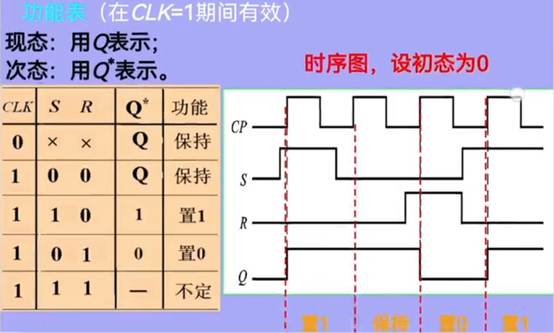 功能表（在CLK=1期间有效）
现态：用Q表示；
次态：用Q*表示。
时序图，设初态为0
CLK S R Q* 功能
0 × × Q 保持
1 0 0 Q 保持
1 1 0 1 置1
1 0 1 0 置0
1 1 1 — 不定
CP
S
R
Q
置1 保持 置0 置1